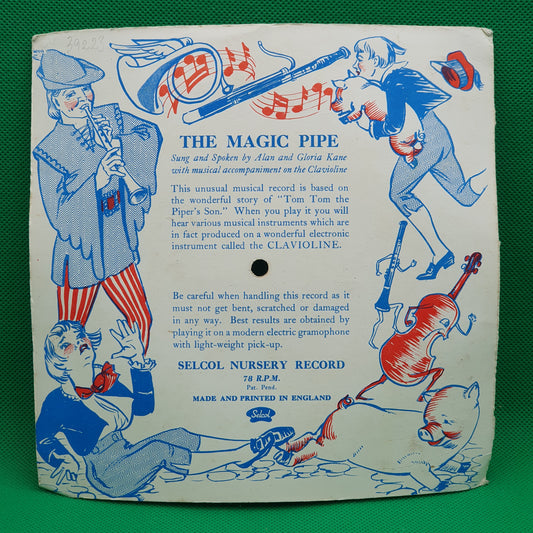 39223
THE MAGIC PIPE
Sung and Spoken by Alan and Gloria Kane
with musical accompaniment on the Clavioline
This unusual musical record is based on
the wonderful story of "Tom Tom the
Piper's Son." When you play it you will
hear various musical instruments which are
in fact produced on a wonderful electronic
instrument called the CLAVIOLINE.
Be careful when handling this record as it
must not get bent, scratched or damaged
in any way. Best results are obtained by
playing it on a modern electric gramophone
with light-weight pick-up.
SELCOL NURSERY RECORD
78 R.P.M.
Pat. Pend.
MADE AND PRINTED IN ENGLAND
Selcol